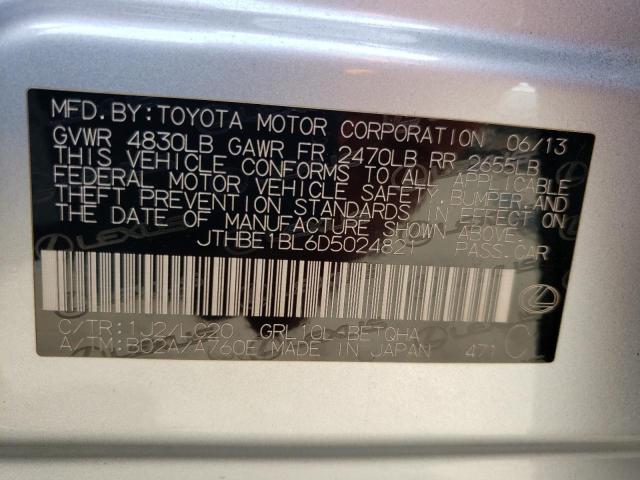 MFD.BY:TOYOTA MOTOR CORPORATION 06/13
GVWR 4830LB GAWR FR 2470LB RR 2655LB
THIS VEHICLE CONFORMS TO ALL APPLICABLE
FEDERAL MOTOR VEHICLE SAFETY,BUMPER,AND
THEFT PREVENTION STANDARDS IN EFFECT ON
THE DATE OF MANUFACTURE SHOWN ABOVE.
JTHBE1BL6D5024821 PASS.CAR
C/TR:1J2/LC20 GRL10L-BETQHA
A/TM:B02A/A760E MADE IN JAPAN 471 C